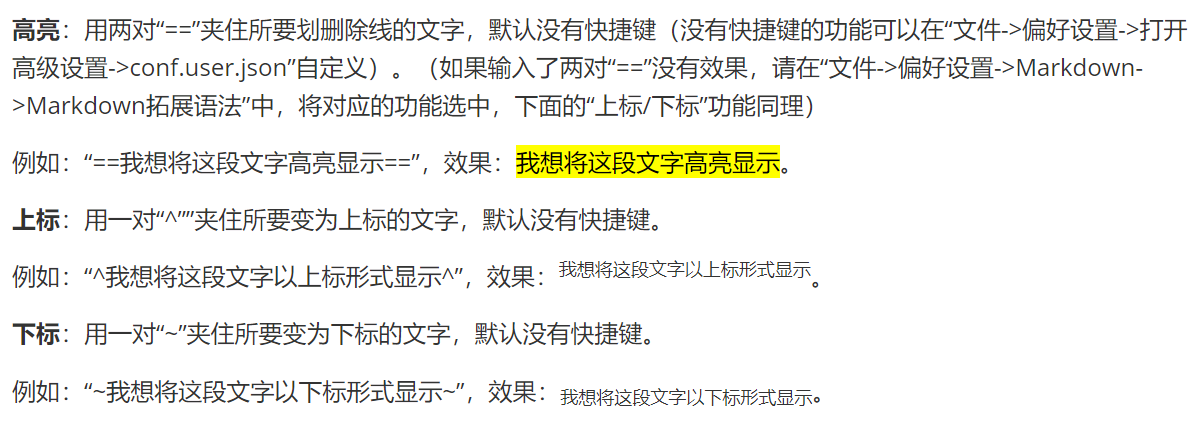 高亮：用两对“==”夹住所要划删除线的文字，默认没有快捷键（没有快捷键的功能可以在“文件->偏好设置->打开
高级设置->conf.user.json”自定义）。（如果输入了两对“==”没有效果，请在“文件->偏好设置->Markdown-
>Markdown拓展语法”中，将对应的功能选中，下面的“上标/下标”功能同理）
例如：“==我想将这段文字高亮显示==”，效果：我想将这段文字高亮显示。
上标：用一对“^””夹住所要变为上标的文字，默认没有快捷键。
例如：“^我想将这段文字以上标形式显示^”，效果：我想将这段文字以上标形式显示。
下标：用一对“~”夹住所要变为下标的文字，默认没有快捷键。
例如：“~我想将这段文字以下标形式显示~”，效果：我想将这段文字以下标形式显示。